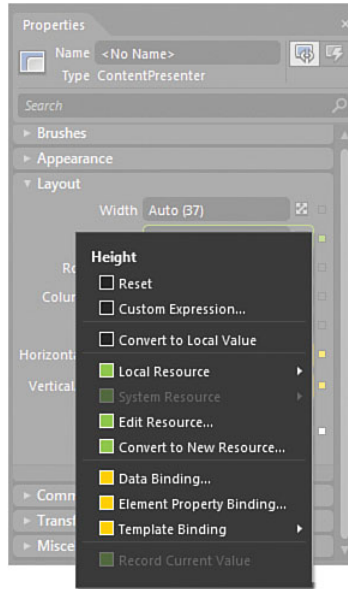 Properties
Name <No Name>
Type ContentPresenter
Search
Brushes
Appearance
Layout
Width Auto (37)
Height
Reset
Custom Expression...
Convert to Local Value
Horizonta
Local Resource
Vertical
System Resource
Edit Resource...
Convert to New Resource...
Data Binding...
Element Property Binding...
Template Binding
Record Current Value